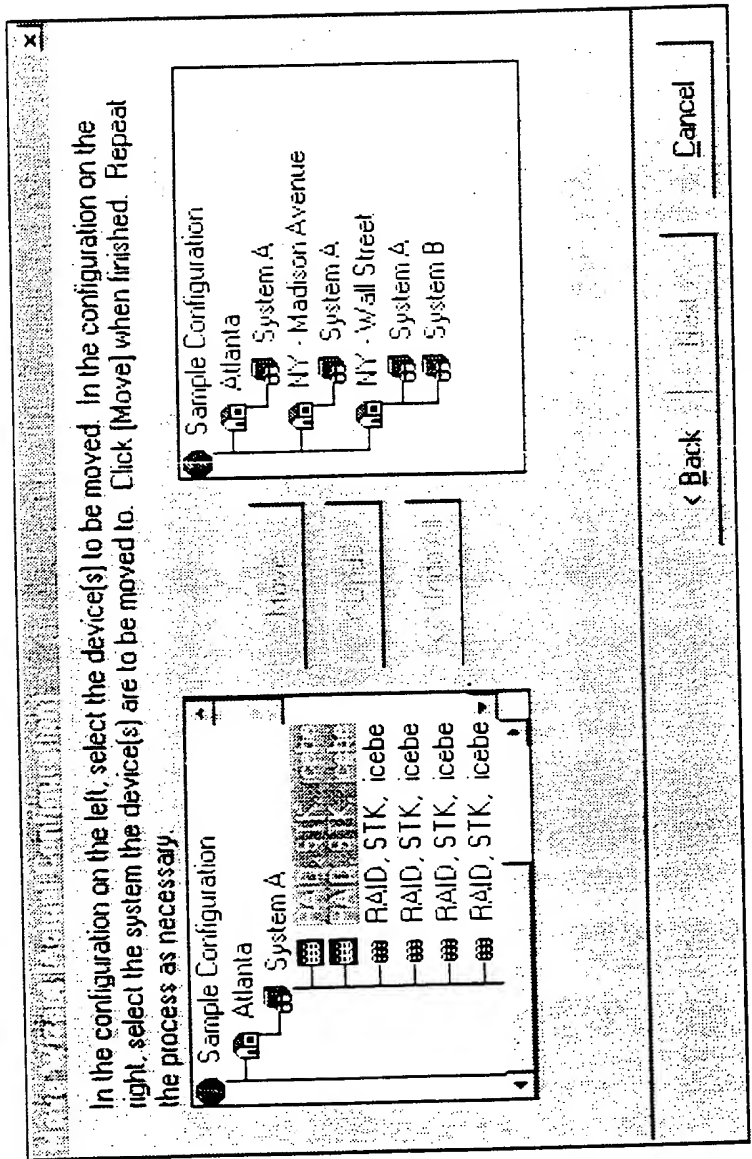 In the configuration on the left, select the device(s) to be moved. In the configuration on the
right, select the system the device(s) are to be moved to. Click [Move] when finished. Repeat
the process as necessary.
Sample Configuration
Atlanta
System A
RAID, STK, icebe
RAID, STK, icebe
RAID, STK, icebe
RAID, STK, icebe
Move
Sample Configuration
Atlanta
System A
NY - Madison Avenue
System A
NY - Wall Street
System A
System B
< Back
Next
Cancel